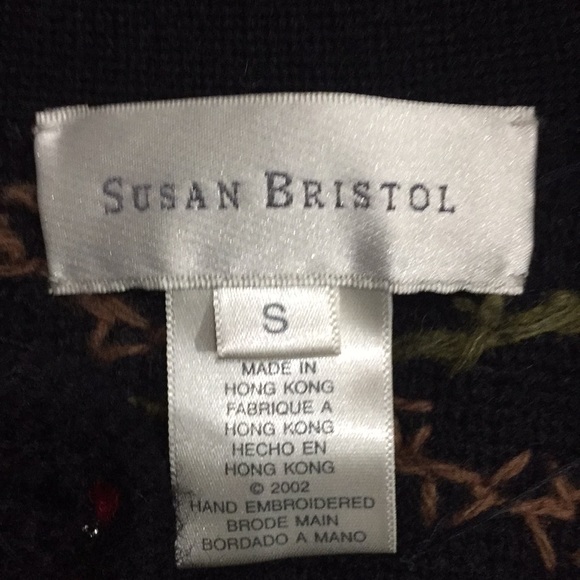 SUSAN BRISTOL
S
MADE IN
HONG KONG
FABRIQUE A
HONG KONG
HECHO EN
HONG KONG
© 2002
HAND EMBROIDERED
BRODE MAIN
BORDADO A MANO